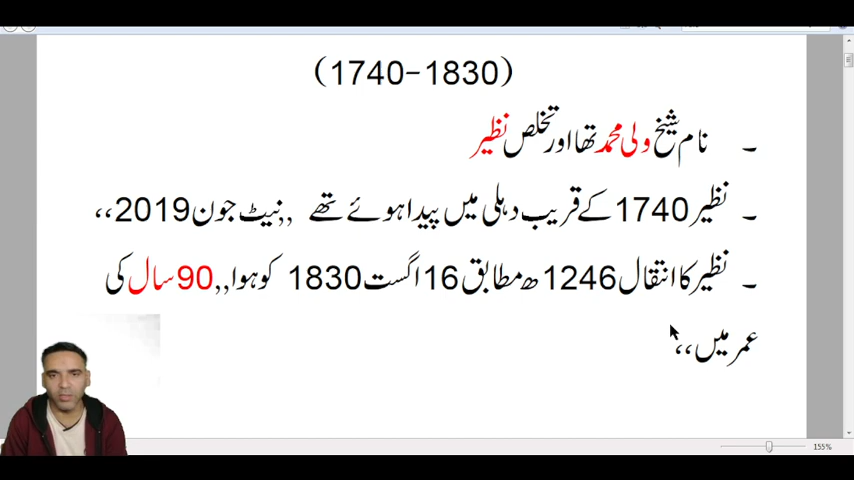 (1740-1830)
۔ نام شیخ ولی محمد تھا اور تخلص نظیر
۔ نظیر 1740 کے قریب دہلی میں پیدا ہوئے تھے ,,نیٹ جون 2019،،
۔ نظیر کا انتقال 1246ھ مطابق 16 اگست 1830 کو ہوا,,90 سال کی
عمر میں،،
155%